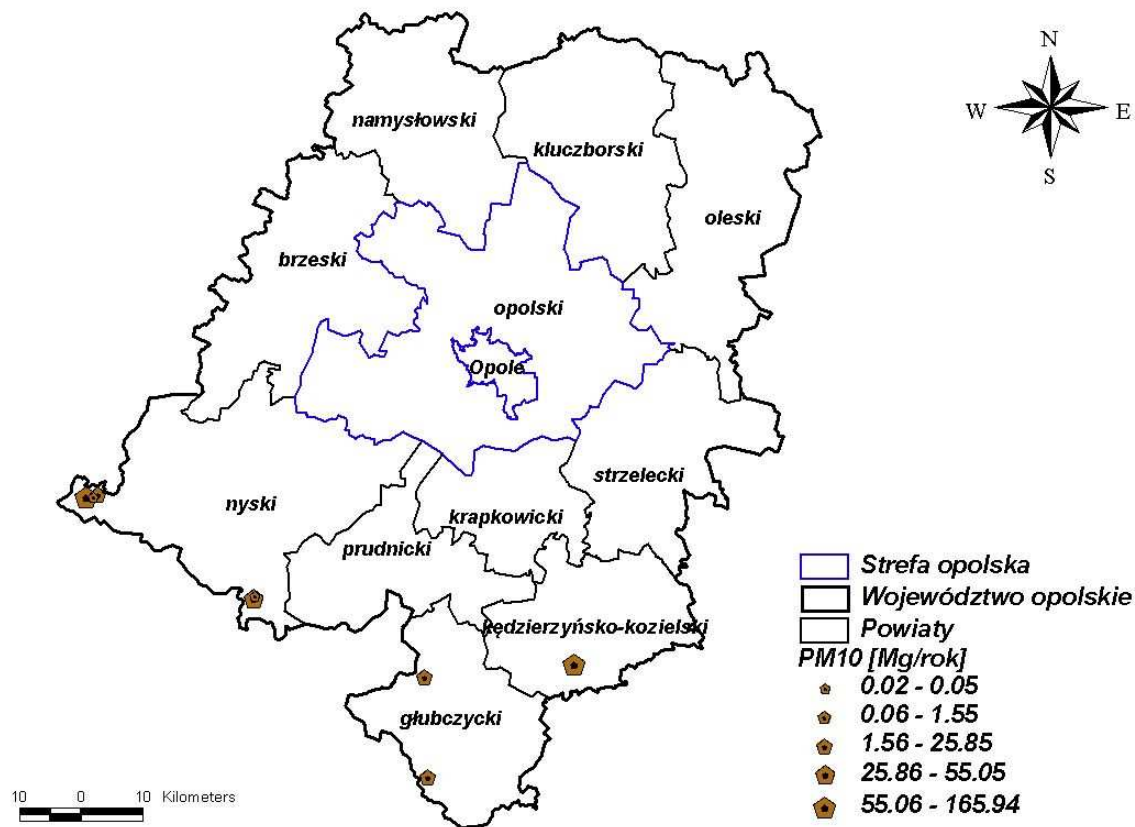 N
W E
S
namysłowski
kluczborski
oleski
brzeski
opolski
Opole
strzelecki
nyski
krapkowicki
prudnicki
kędzierzyńsko-kozielski
głubczycki
Strefa opolska
Województwo opolskie
Powiaty
PM10 [Mg/rok]
0.02 - 0.05
0.06 - 1.55
1.56 - 25.85
25.86 - 55.05
55.06 - 165.94
10 0 10 Kilometers